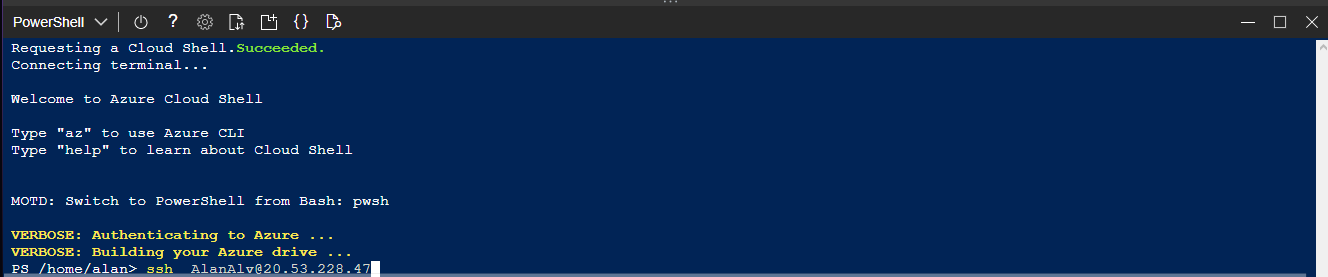 PowerShell
Requesting a Cloud Shell.Succeeded.
Connecting terminal...
Welcome to Azure Cloud Shell
Type "az" to use Azure CLI
Type "help" to learn about Cloud Shell
MOTD: Switch to PowerShell from Bash: pwsh
VERBOSE: Authenticating to Azure ...
VERBOSE: Building your Azure drive ...
PS /home/alan> ssh  AlanAlv@20.53.228.47